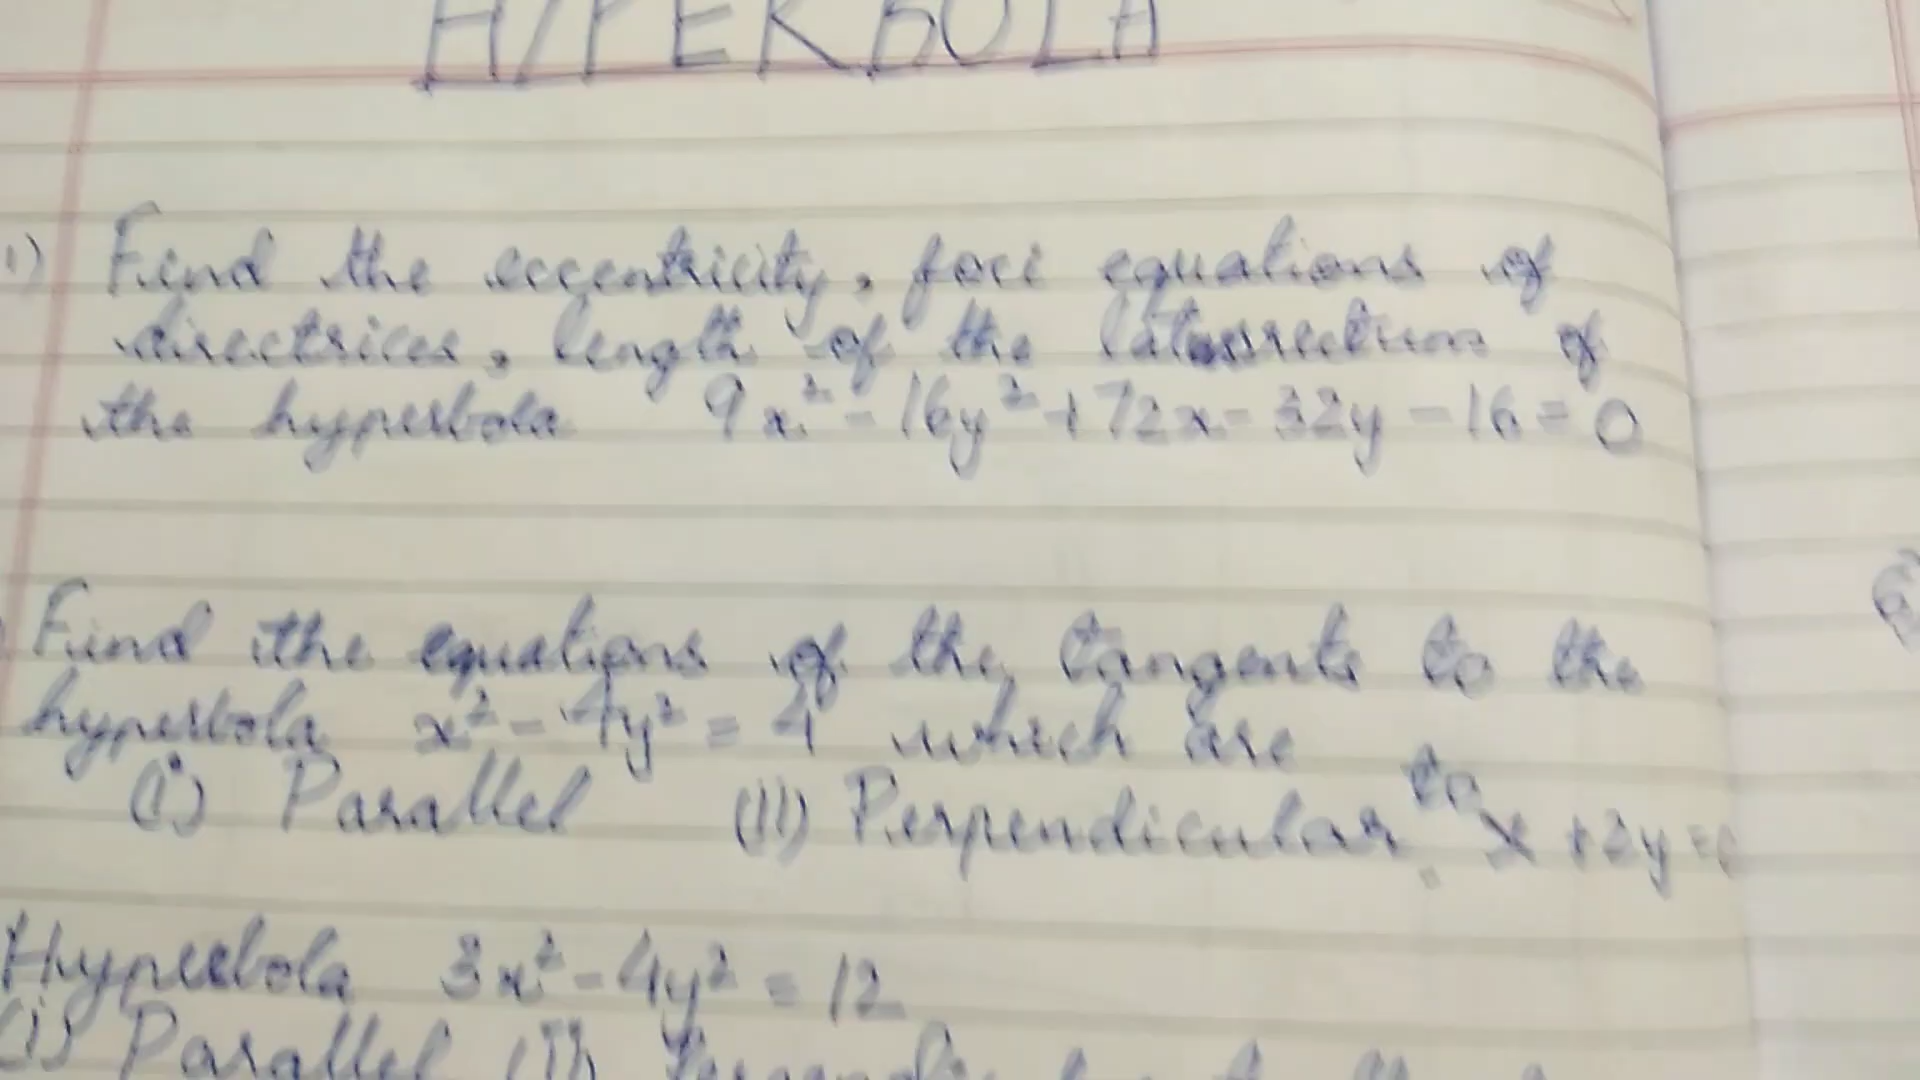 HYPERBOLA
1) Find the eccentricity, foci equations of
directrices, length of the latusrectum of
the hyperbola 9x² - 16y² + 72x - 32y - 16 = 0
Find the equations of the tangents to the
hyperbola x² - 4y² = 4 which are
(i) Parallel (ii) Perpendicular to x + 2y =
Hyperbola 3x² - 4y² = 12
(i) Parallel (ii)